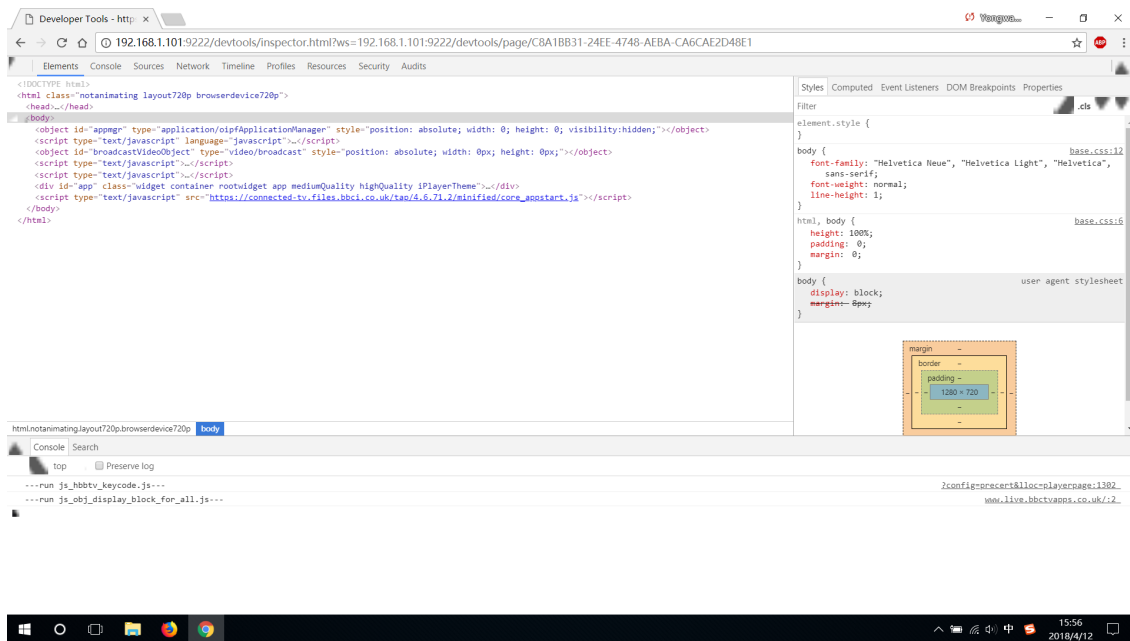 Developer Tools - http
Yongwa...
192.168.1.101:9222/devtools/inspector.html?ws=192.168.1.101:9222/devtools/page/C8A1BB31-24EE-4748-AEBA-CA6CAE2D48E1
ABP
Elements Console Sources Network Timeline Profiles Resources Security Audits
<!DOCTYPE html>
<html class="notanimating layout720p browserdevice720p">
<head>…</head>
<body>
<object id="appmgr" type="application/oipfApplicationManager" style="position: absolute; width: 0; height: 0; visibility:hidden;"></object>
<script type="text/javascript" language="javascript">…</script>
<object id="broadcastVideoObject" type="video/broadcast" style="position: absolute; width: 0px; height: 0px;"></object>
<script type="text/javascript">…</script>
<script type="text/javascript">…</script>
<div id="app" class="widget container rootwidget app mediumQuality highQuality iPlayerTheme">…</div>
<script type="text/javascript" src="https://connected-tv.files.bbci.co.uk/tap/4.6.71.2/minified/core_appstart.js"></script>
</body>
</html>
html.notanimating.layout720p.browserdevice720p body
Styles Computed Event Listeners DOM Breakpoints Properties
Filter .cls
element.style {
}
body { base.css:12
font-family: "Helvetica Neue", "Helvetica Light", "Helvetica",
sans-serif;
font-weight: normal;
line-height: 1;
}
html, body { base.css:6
height: 100%;
padding: 0;
margin: 0;
}
body { user agent stylesheet
display: block;
margin: 8px;
}
margin –
border –
padding –
– – – 1280 × 720 – – –
–
–
Console Search
top Preserve log
---run js_hbbtv_keycode.js--- ?config=precert&lloc=playerpage:1302
---run js_obj_display_block_for_all.js--- www.live.bbctvapps.co.uk/:2
中
15:56
2018/4/12